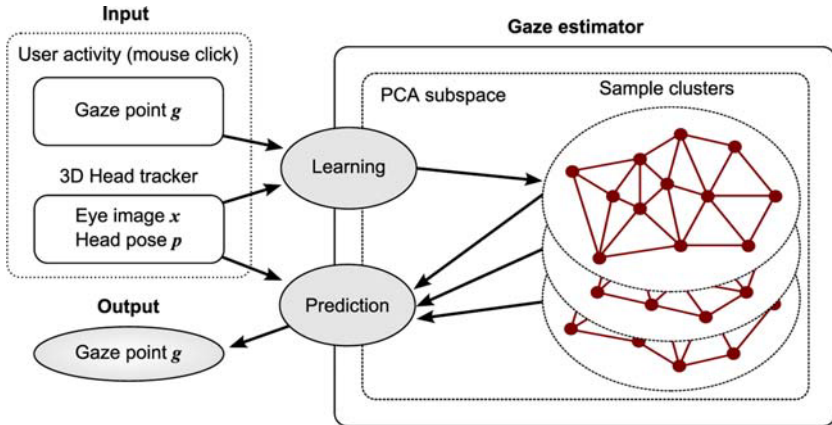 Input
User activity (mouse click)
Gaze point g
3D Head tracker
Eye image x
Head pose p
Output
Gaze point g
Learning
Prediction
Gaze estimator
PCA subspace
Sample clusters